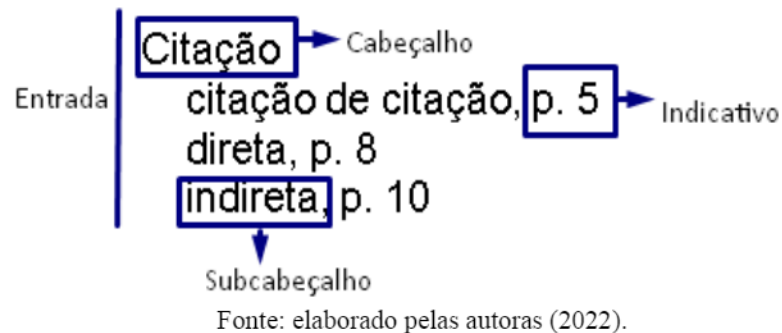 Citação
Cabeçalho
Entrada
citação de citação, p. 5
Indicativo
direta, p. 8
indireta, p. 10
Subcabeçalho
Fonte: elaborado pelas autoras (2022).